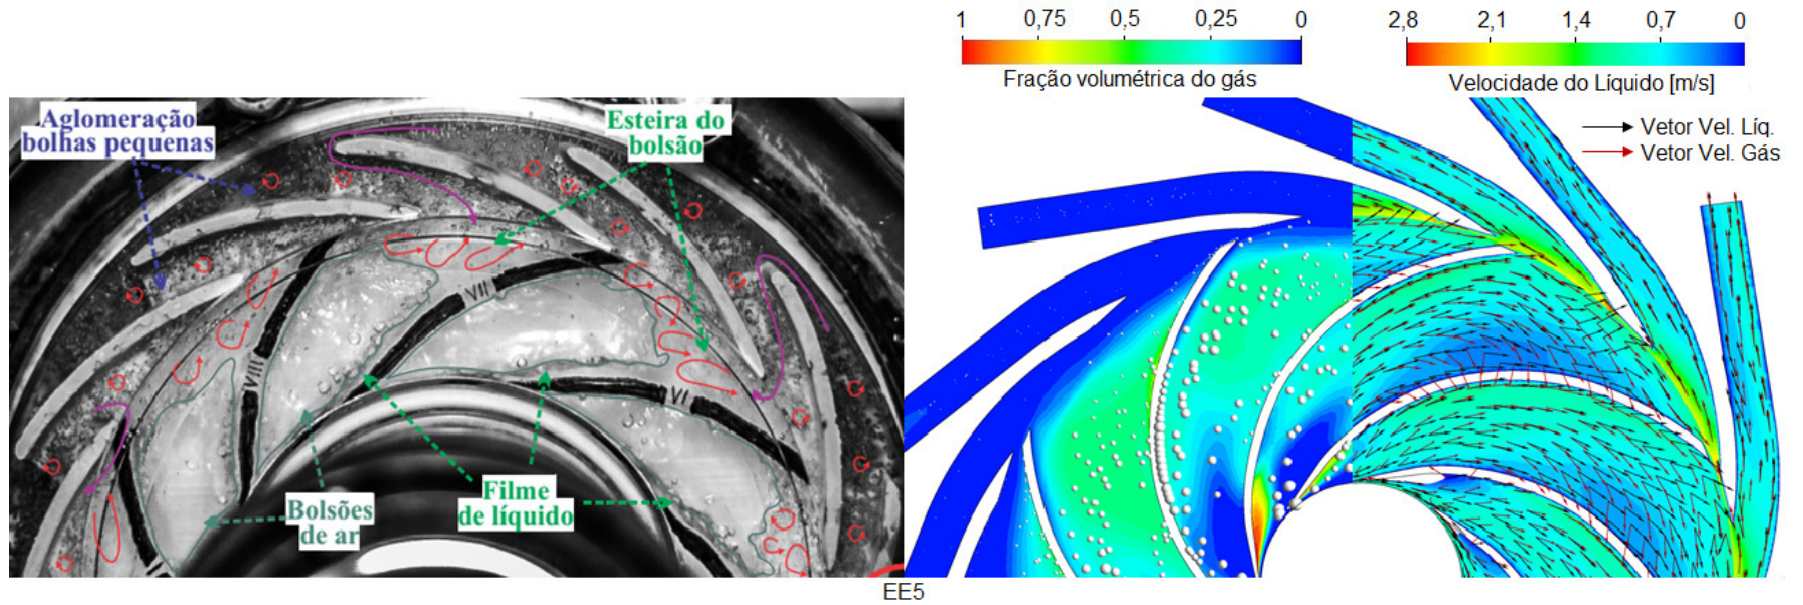 1 0,75 0,5 0,25 0
Fração volumétrica do gás
2,8 2,1 1,4 0,7 0
Velocidade do Líquido [m/s]
Vetor Vel. Líq.
Vetor Vel. Gás
Aglomeração
bolhas pequenas
Esteira do
bolsão
VII
VIII
VI
Bolsões
de ar
Filme
de líquido
EE5